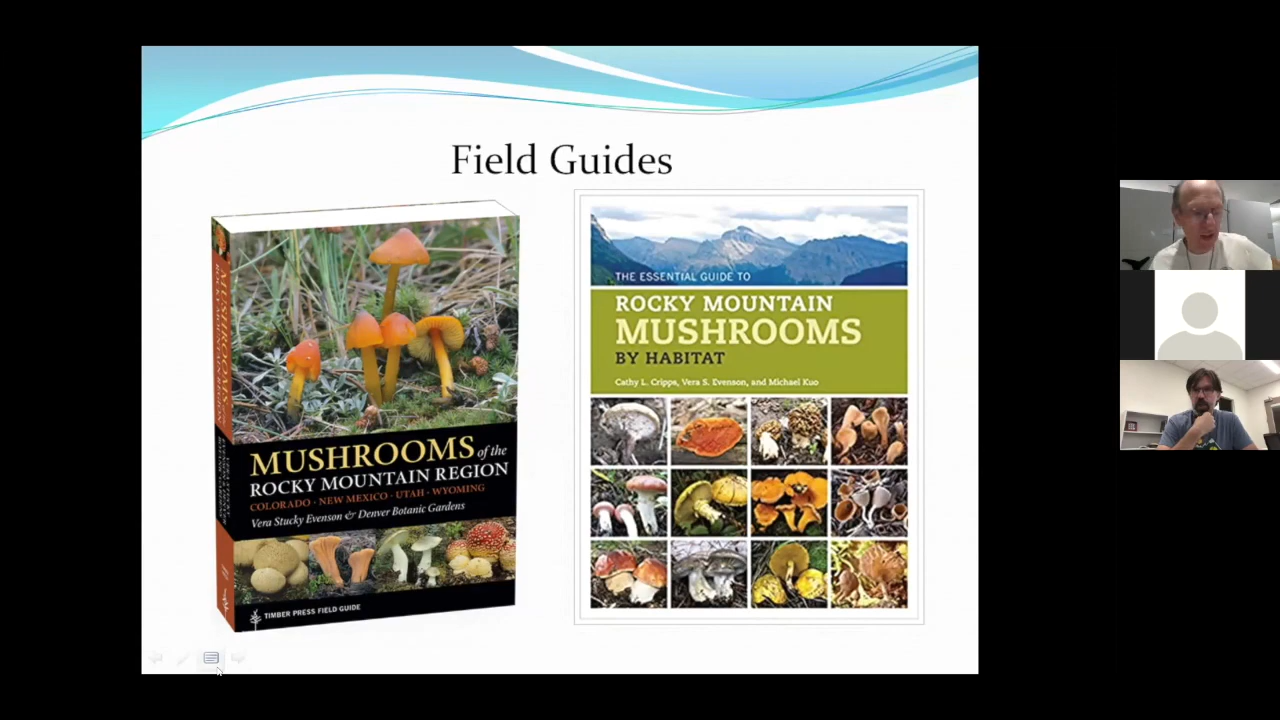 Field Guides
MUSHROOMS of the
ROCKY MOUNTAIN REGION
COLORADO · NEW MEXICO · UTAH · WYOMING
Vera Stucky Evenson & Denver Botanic Gardens
TIMBER PRESS FIELD GUIDE
THE ESSENTIAL GUIDE TO
ROCKY MOUNTAIN
MUSHROOMS
BY HABITAT
Cathy L. Cripps, Vera S. Evenson, and Michael Kuo